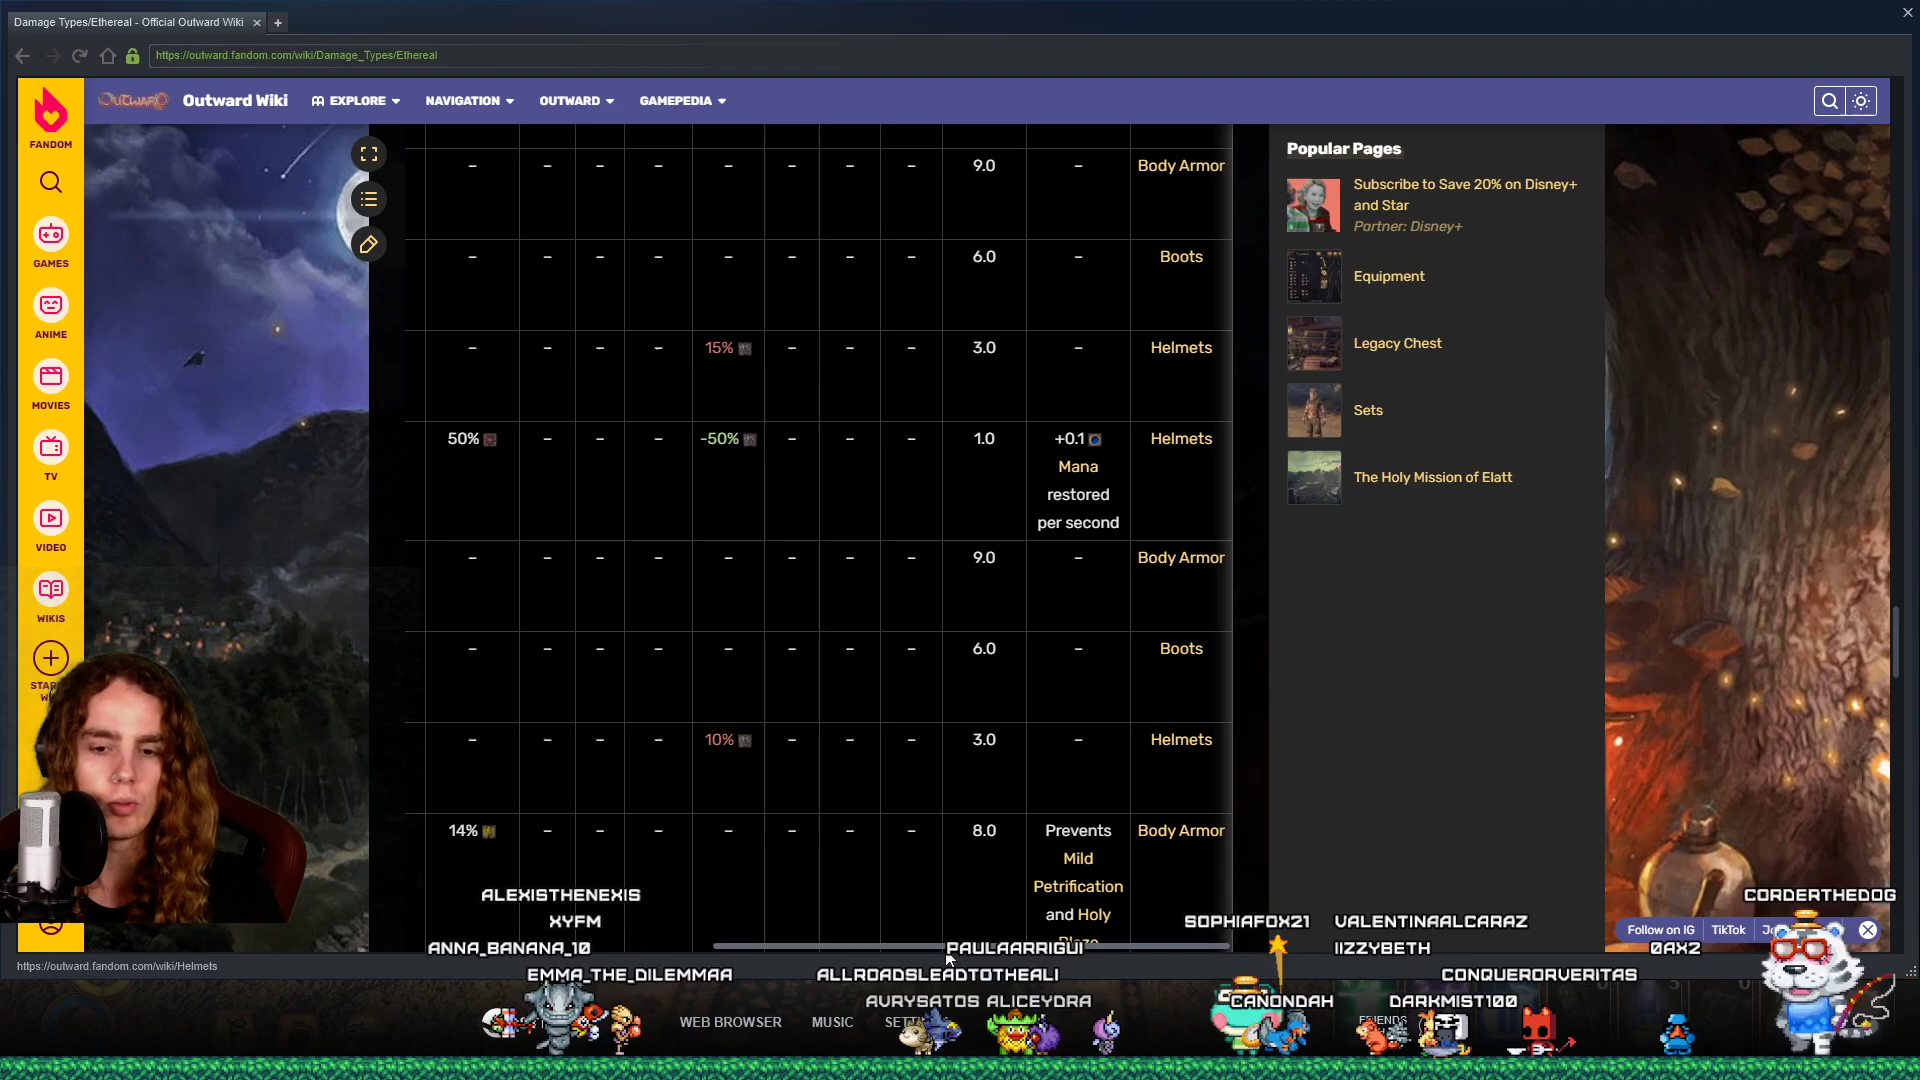 Damage Types/Ethereal - Official Outward Wiki
https://outward.fandom.com/wiki/Damage_Types/Ethereal
FANDOM
OUTWARD
Outward Wiki
EXPLORE
NAVIGATION
OUTWARD
GAMEPEDIA
GAMES
ANIME
MOVIES
TV
VIDEO
WIKIS
– – – – – – – – 9.0 – Body Armor
– – – – – – – – 6.0 – Boots
– – – – 15% – – – 3.0 – Helmets
50% – – – -50% – – – 1.0 +0.1 Helmets
Mana
restored
per second
– – – – – – – – 9.0 – Body Armor
– – – – – – – – 6.0 – Boots
– – – – 10% – – – 3.0 – Helmets
14% – – – – – – – 8.0 Prevents Body Armor
Mild
Petrification
and Holy
Blaze
Popular Pages
Subscribe to Save 20% on Disney+
and Star
Partner: Disney+
Equipment
Legacy Chest
Sets
The Holy Mission of Elatt
Follow on IG
TikTok
https://outward.fandom.com/wiki/Helmets
ALEXISTHENEXIS
XYFM
ANNA_BANANA_10
EMMA_THE_DILEMMAA
PAULAARRIGUI
ALLROADSLEADTOTHEALI
AVRYSATOS
ALICEYDRA
SOPHIAFOX21
VALENTINAALCARAZ
IIZZYBETH
CANONDAH
DARKMIST100
CONQUERORVERITAS
0AX2
CORDERTHEDOG
WEB BROWSER
MUSIC
FRIENDS